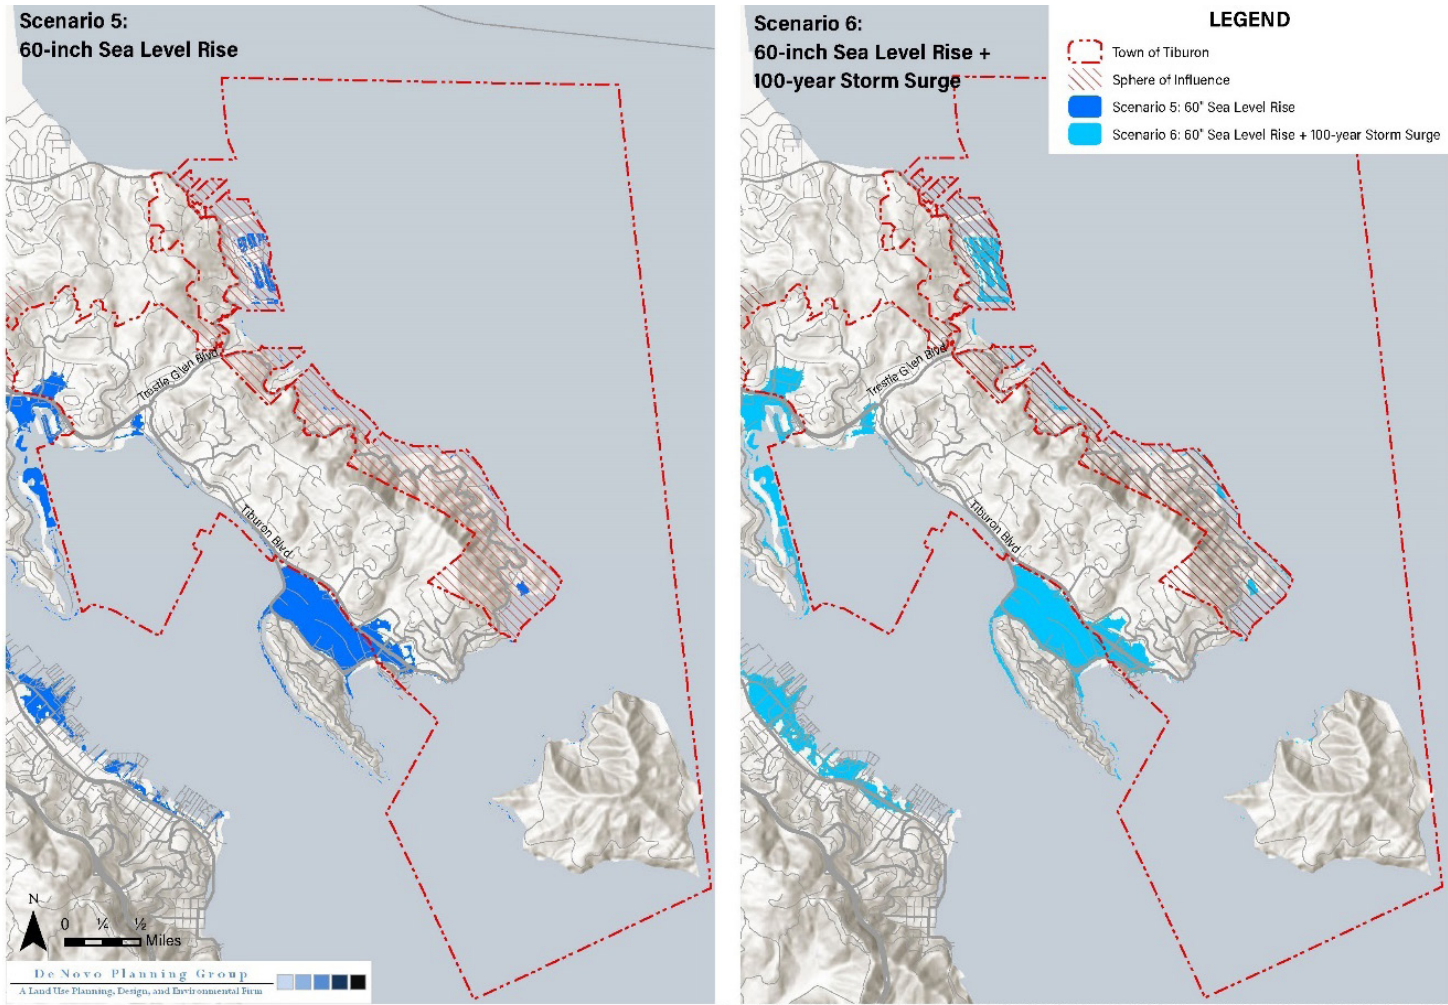 Scenario 5:
60-inch Sea Level Rise
Trestle Glen Blvd
Tiburon Blvd
N
0 ¼ ½
Miles
De Novo Planning Group
A Land Use Planning, Design, and Environmental Firm
Scenario 6:
60-inch Sea Level Rise +
100-year Storm Surge
Trestle Glen Blvd
Tiburon Blvd
LEGEND
Town of Tiburon
Sphere of Influence
Scenario 5: 60" Sea Level Rise
Scenario 6: 60" Sea Level Rise + 100-year Storm Surge